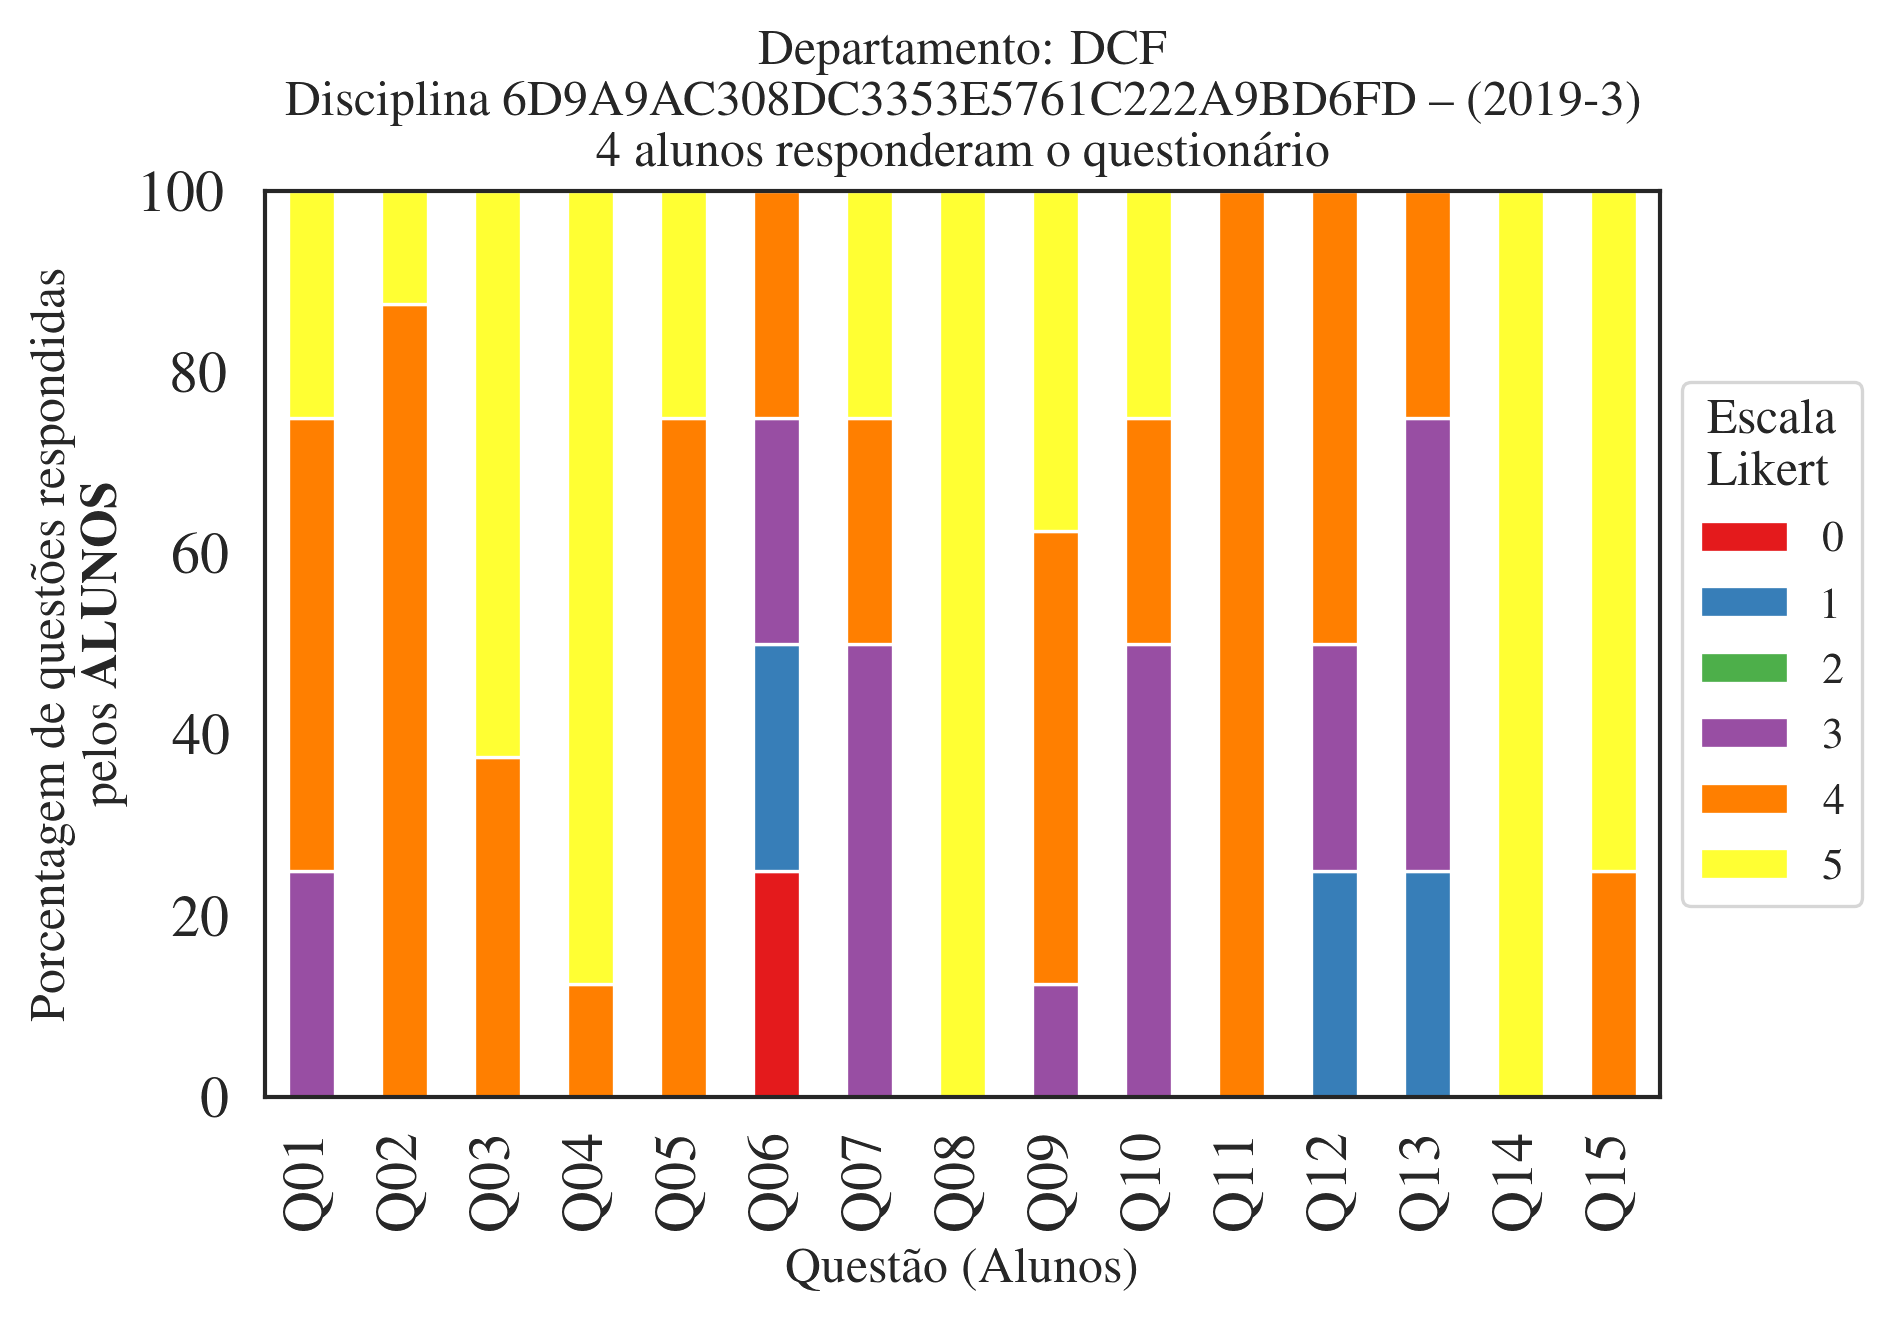 Departamento: DCF
Disciplina 6D9A9AC308DC3353E5761C222A9BD6FD – (2019-3)
4 alunos responderam o questionário
Porcentagem de questões respondidas
pelos ALUNOS
100
80
60
40
20
0
Q01
Q02
Q03
Q04
Q05
Q06
Q07
Q08
Q09
Q10
Q11
Q12
Q13
Q14
Q15
Questão (Alunos)
Escala
Likert
0
1
2
3
4
5